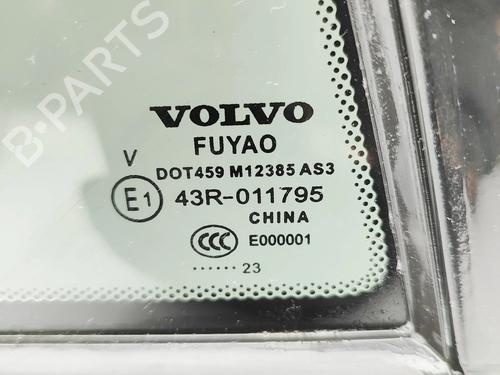 B-PARTS
VOLVO
FUYAO
V
DOT459 M12385 AS3
E1 43R-011795
CHINA
CCC E000001
...... 23